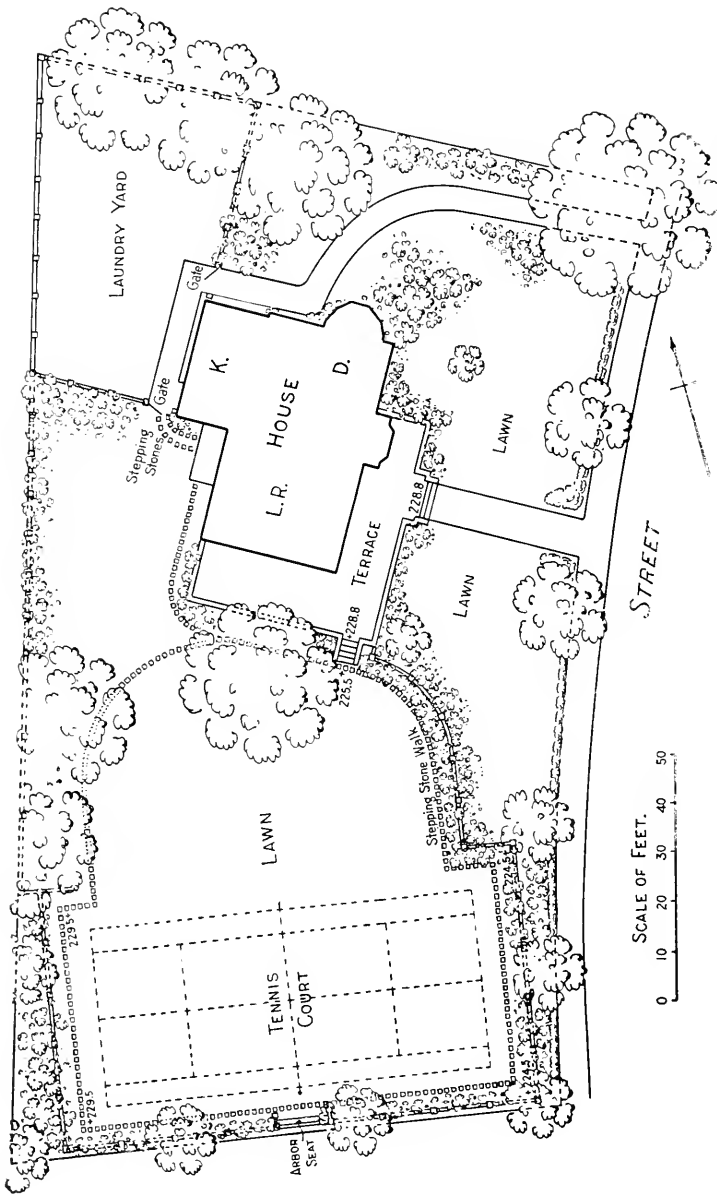 LAUNDRY YARD
Gate
Gate
Stepping
Stones
K.
HOUSE
D.
L.R.
TERRACE
228.8
228.8
225.5
LAWN
LAWN
LAWN
STREET
Stepping Stone Walk
TENNIS
COURT
229.5
229.5
224.5
224.5
ARBOR
SEAT
SCALE OF FEET.
0 10 20 30 40 50